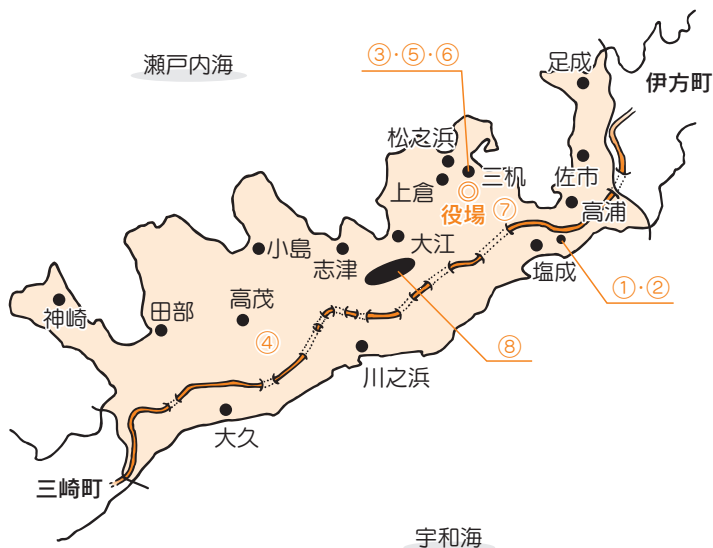 瀬戸内海
③・⑤・⑥
足成
伊方町
松之浜
三机
佐市
上倉
◎
役場
⑦
高浦
大江
小島
志津
塩成
①・②
神崎
田部
高茂
④
⑧
川之浜
大久
三崎町
宇和海